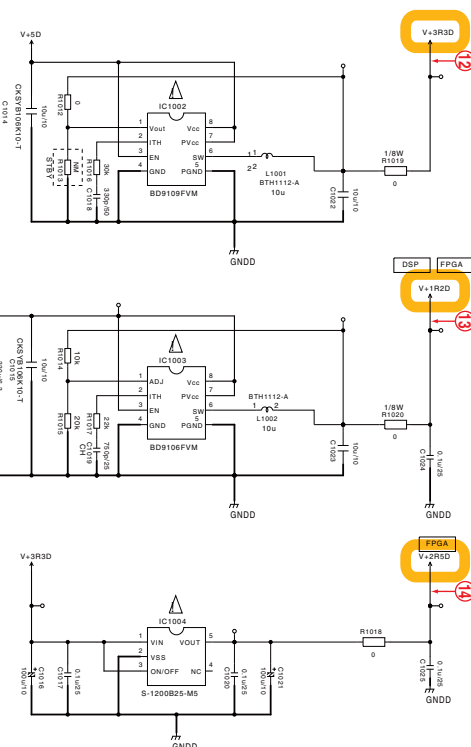 V+5D
V+3R3D
(12)
CKSYB106K10-T
C1014
10u/10
R1012
0
IC1002
1 Vout
2 ITH
3 EN
4 GND
Vcc 8
PVcc 7
SW 6
PGND 5
BD9109FVM
R1013
NM
STBY
R1016
30k
C1018
330p/50
1 2
L1001
BTH1112-A
10u
C1022
10u/10
1/8W
R1019
0
GNDD
DSP
FPGA
V+1R2D
(13)
CKSYB106K10-T
C1015
10u/10
R1014
10k
IC1003
1 ADJ
2 ITH
3 EN
4 GND
Vcc 8
PVcc 7
SW 6
PGND 5
BD9106FVM
R1015
20k
R1017
22k
C1019
750p/25
CH
BTH1112-A
1 2
L1002
10u
C1023
10u/10
1/8W
R1020
0
C1024
0.1u/25
GNDD
GNDD
FPGA
V+2R5D
(14)
V+3R3D
IC1004
1 VIN
2 VSS
3 ON/OFF
VOUT 5
NC 4
S-1200B25-M5
C1016
100u/10
C1017
0.1u/25
C1020
0.1u/25
C1021
100u/10
R1018
0
C1025
0.1u/25
GNDD
GNDD